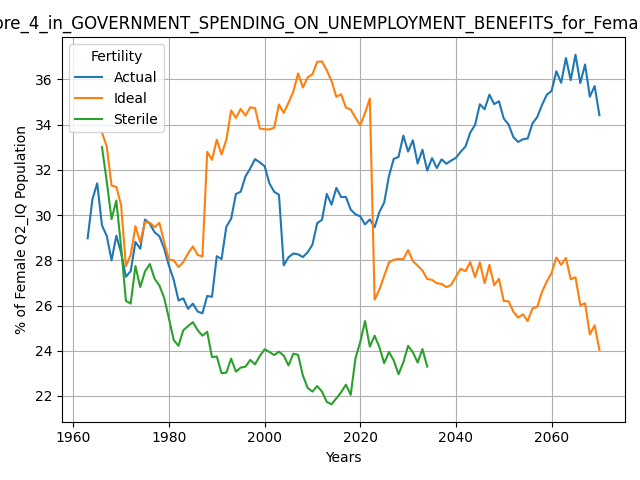 ore_4_in_GOVERNMENT_SPENDING_ON_UNEMPLOYMENT_BENEFITS_for_Fema
Fertility
Actual
Ideal
Sterile
% of Female Q2_IQ Population
36
34
32
30
28
26
24
22
1960 1980 2000 2020 2040 2060
Years